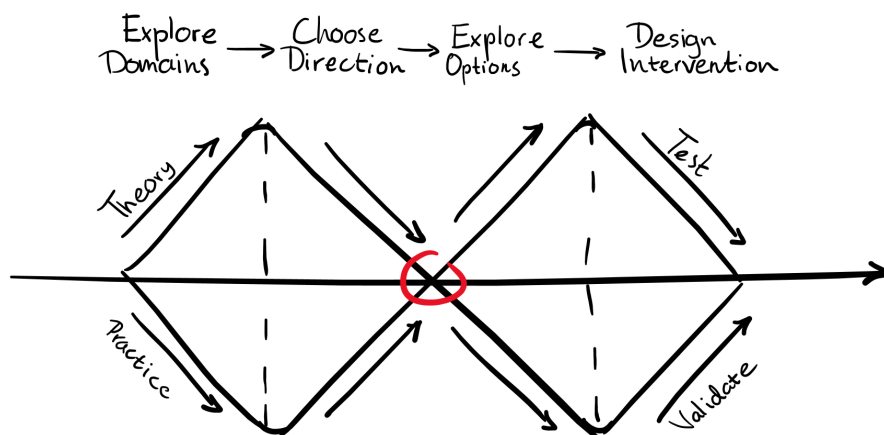 Explore Choose Explore Design
Domains Direction Options Intervention
Theory
Test
Practice
Validate